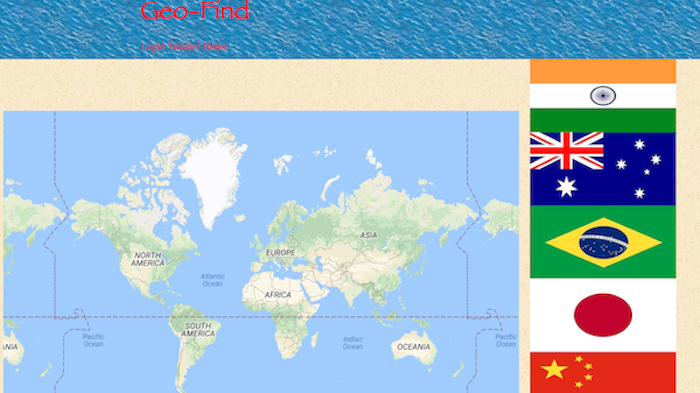 Geo-Find
Login
Home
NORTH
AMERICA
Atlantic
Ocean
EUROPE
ASIA
AFRICA
SOUTH
AMERICA
Pacific
Ocean
Indian
Ocean
OCEANIA
Pacific
Ocean
NIA